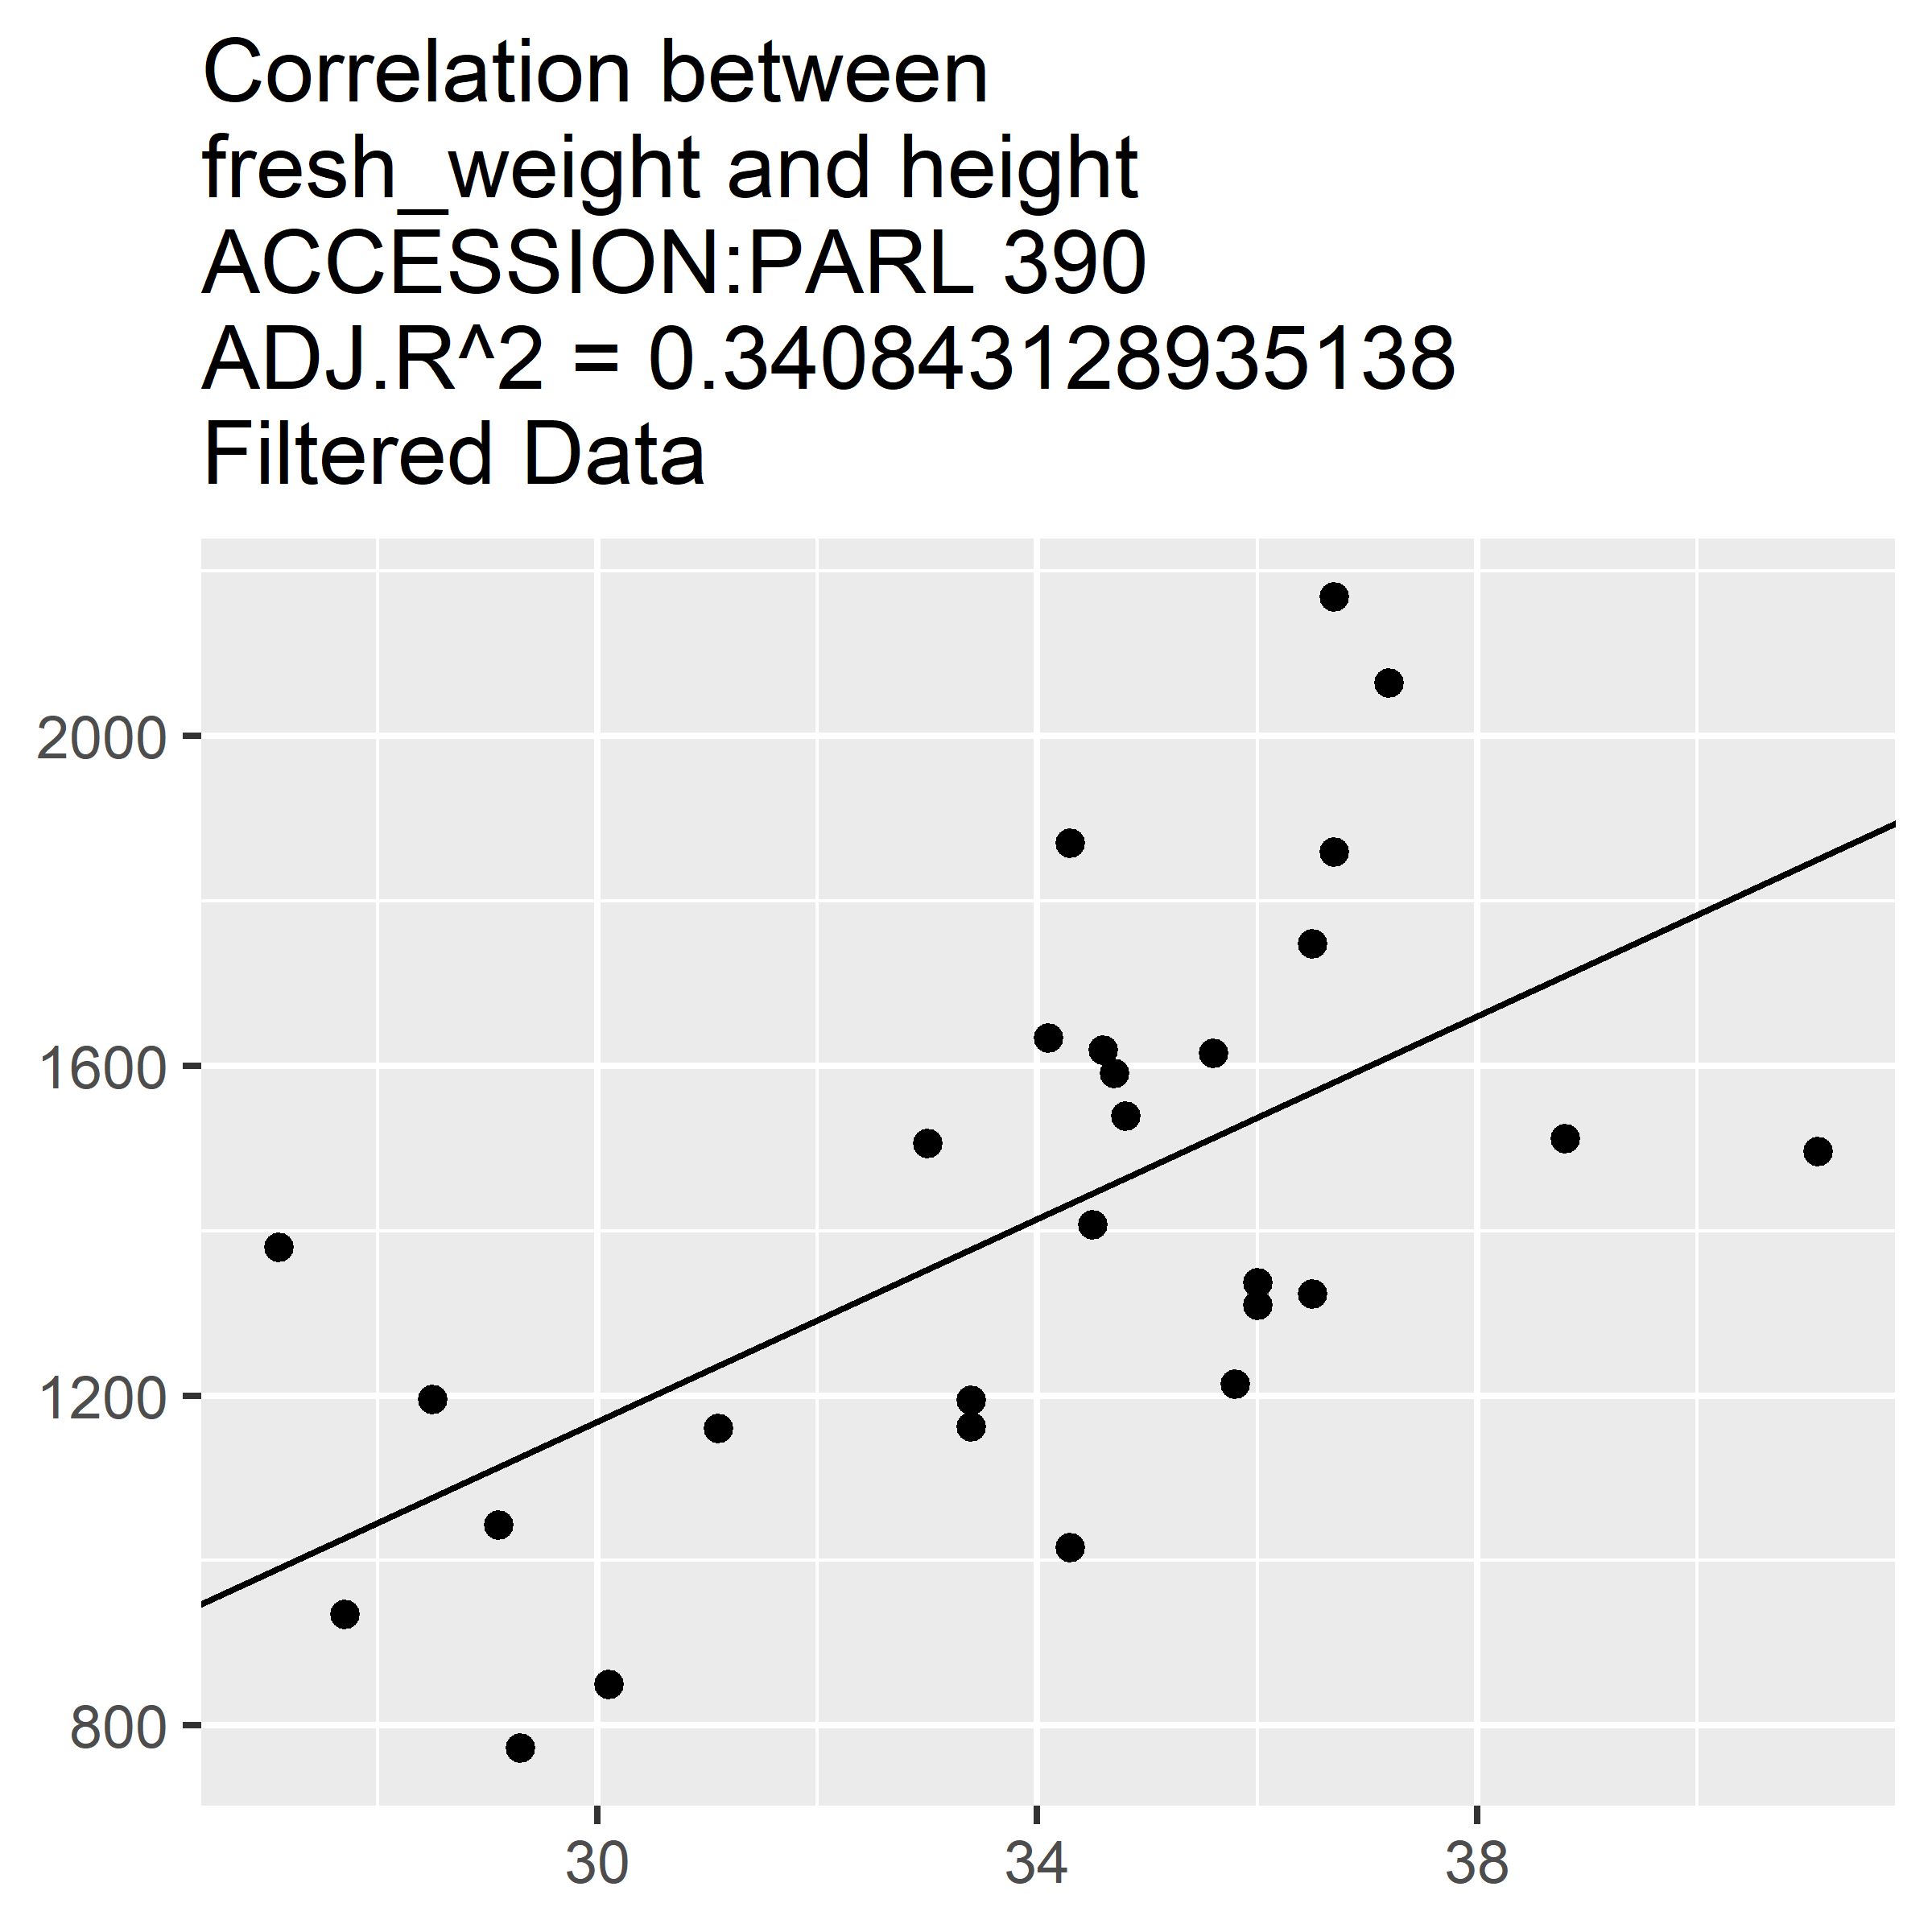 Correlation between
fresh_weight and height
ACCESSION:PARL 390
ADJ.R^2 = 0.340843128935138
Filtered Data
2000
1600
1200
800
30 34 38